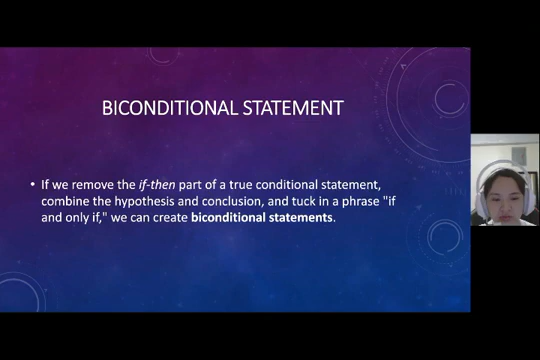 BICONDITIONAL STATEMENT
• If we remove the if-then part of a true conditional statement,
combine the hypothesis and conclusion, and tuck in a phrase "if
and only if," we can create biconditional statements.